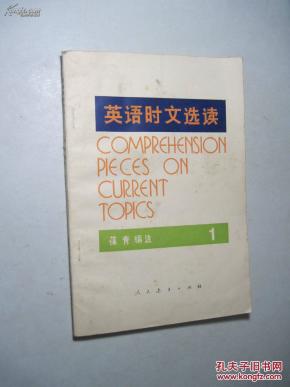 英语时文选读
COMPREHENSION
PIECES ON
CURRENT
TOPICS
葆青编注
1
人民教育出版社
孔夫子旧书网